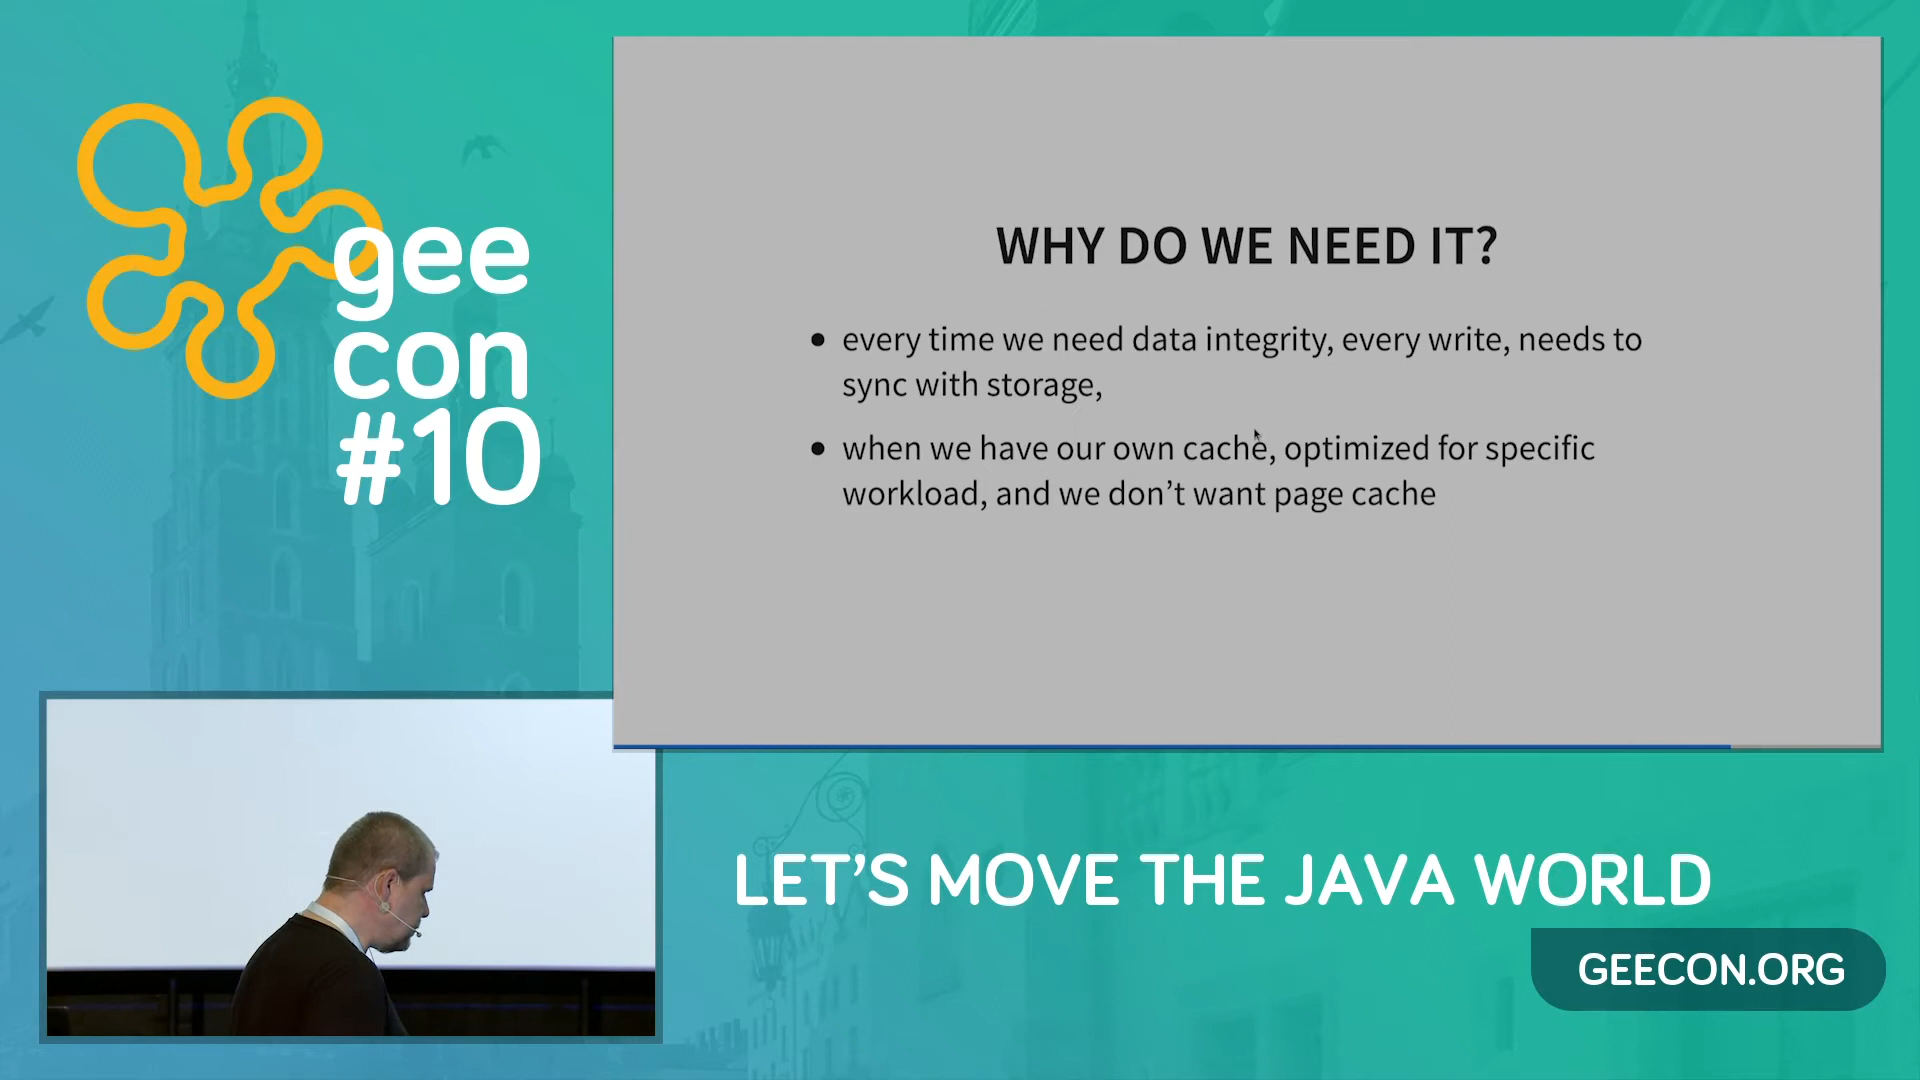 gee
con
#10
WHY DO WE NEED IT?
• every time we need data integrity, every write, needs to
sync with storage,
• when we have our own cache, optimized for specific
workload, and we don't want page cache
LET'S MOVE THE JAVA WORLD
GEECON.ORG